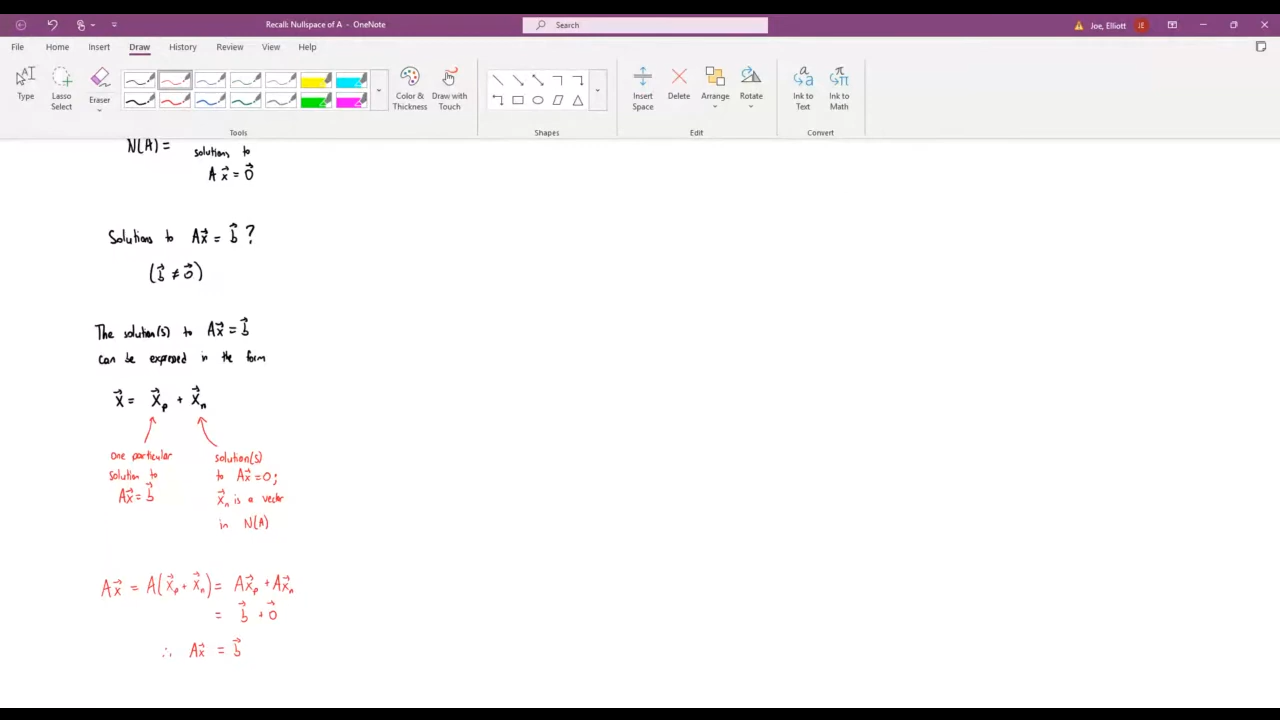 Recall: Nullspace of A - OneNote
Search
Joe, Elliott
JE
File Home Insert Draw History Review View Help
Type
Lasso Select
Eraser
Color & Thickness
Draw with Touch
Insert Space
Delete
Arrange
Rotate
Ink to Text
Ink to Math
Tools
Shapes
Edit
Convert
N(A) =
solutions to
A x⃗ = 0⃗
Solutions to Ax⃗ = b⃗ ?
(b⃗ ≠ 0⃗)
The solution(s) to Ax⃗ = b⃗
can be expressed in the form
x⃗ = x⃗ₚ + x⃗ₙ
one particular
solution to
Ax⃗ = b⃗
solution(s)
to Ax⃗ = 0;
x⃗ₙ is a vector
in N(A)
Ax⃗ = A(x⃗ₚ + x⃗ₙ) = Ax⃗ₚ + Ax⃗ₙ
= b⃗ + 0⃗
∴ Ax⃗ = b⃗